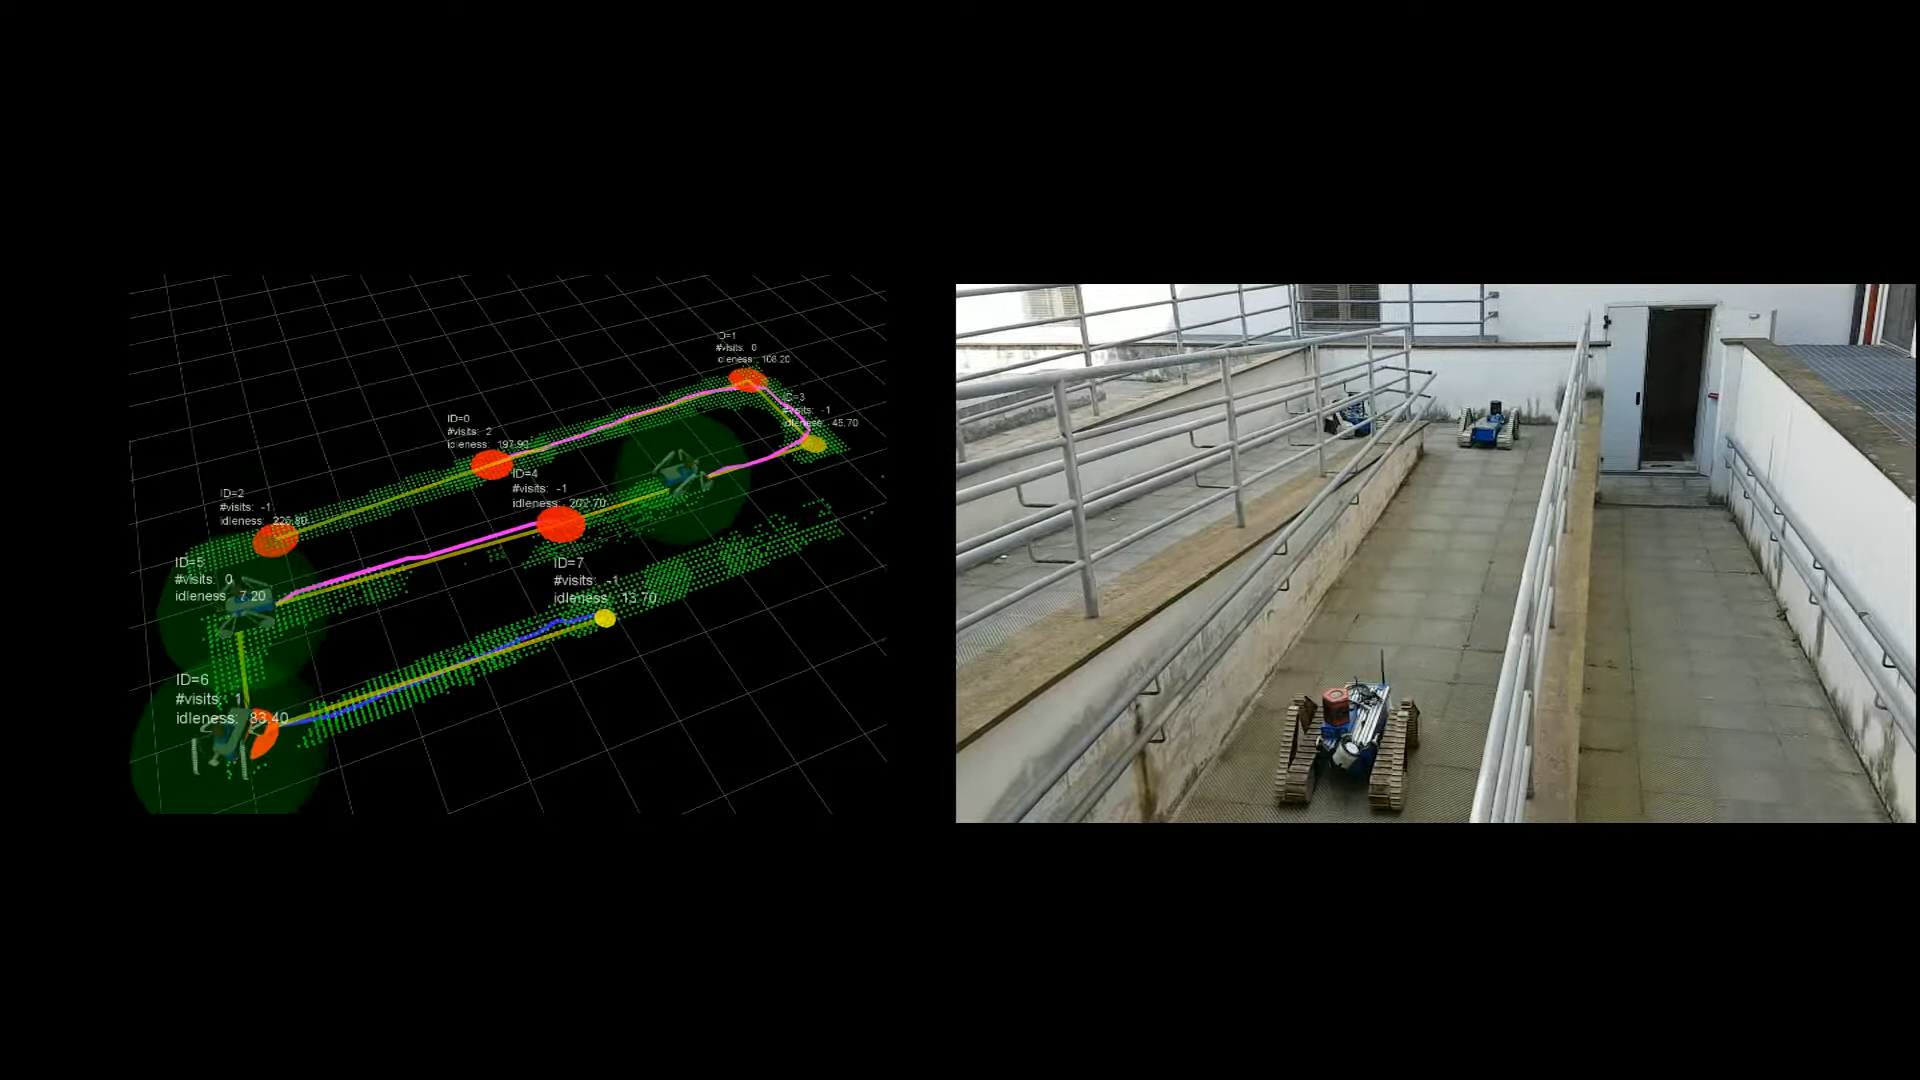 ID=1
#visits: 0
idleness: 108.20
ID=3
#visits: -1
idleness: 45.70
ID=0
#visits: 2
idleness: 197.90
ID=4
#visits: -1
idleness: 202.70
ID=2
#visits: -1
idleness: 226.80
ID=5
#visits: 0
idleness: 7.20
ID=7
#visits: -1
idleness: 13.70
ID=6
#visits: 1
idleness: 83.40